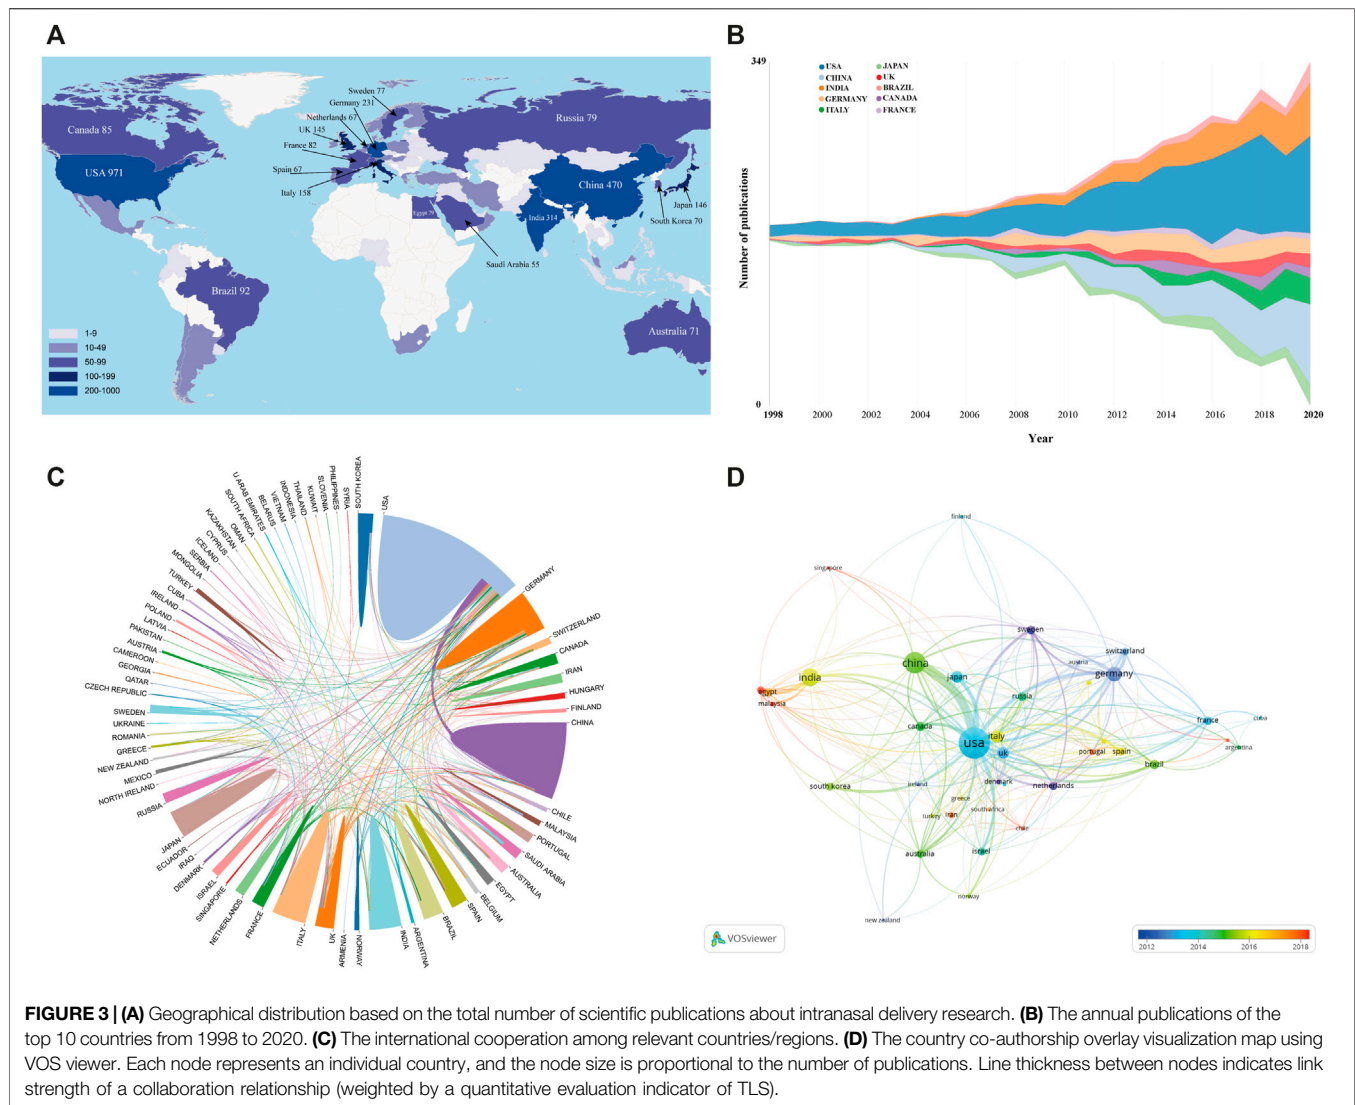 A
Sweden 77
Germany 231
Netherlands 67
UK 145
France 82
Spain 67
Italy 158
Canada 85
USA 971
Russia 79
China 470
Japan 146
South Korea 70
India 314
Egypt 79
Saudi Arabia 55
Brazil 92
Australia 71
1-9
10-49
50-99
100-199
200-1000
B
349
Number of publications
0
USA
CHINA
INDIA
GERMANY
ITALY
JAPAN
UK
BRAZIL
CANADA
FRANCE
1998 2000 2002 2004 2006 2008 2010 2012 2014 2016 2018 2020
Year
C
SOUTH KOREA
USA
GERMANY
SWITZERLAND
CANADA
IRAN
HUNGARY
FINLAND
CHINA
CHILE
MALAYSIA
PORTUGAL
SAUDI ARABIA
AUSTRALIA
EGYPT
BELGIUM
SPAIN
BRAZIL
ARGENTINA
INDIA
NORWAY
ARMENIA
UK
ITALY
FRANCE
NETHERLANDS
SINGAPORE
ISRAEL
DENMARK
IRAQ
ECUADOR
JAPAN
RUSSIA
NORTH IRELAND
MEXICO
NEW ZEALAND
GREECE
ROMANIA
UKRAINE
SWEDEN
CZECH REPUBLIC
QATAR
GEORGIA
CAMEROON
AUSTRIA
PAKISTAN
LATVIA
POLAND
IRELAND
CUBA
TURKEY
MONGOLIA
SERBIA
ICELAND
CYPRUS
KAZAKHSTAN
OMAN
SOUTH AFRICA
U ARAB EMIRATES
BELARUS
VIETNAM
INDONESIA
THAILAND
KUWAIT
SLOVENIA
PHILIPPINES
SYRIA
D
finland
singapore
sweden
switzerland
austria
china
germany
india
japan
egypt
malaysia
russia
canada
france
cuba
usa
italy
uk
portugal
spain
argentina
brazil
south korea
ireland
denmark
netherlands
greece
south africa
turkey
iran
chile
australia
israel
norway
new zealand
VOSviewer
2012 2014 2016 2018
FIGURE 3 | (A) Geographical distribution based on the total number of scientific publications about intranasal delivery research. (B) The annual publications of the
top 10 countries from 1998 to 2020. (C) The international cooperation among relevant countries/regions. (D) The country co-authorship overlay visualization map using
VOS viewer. Each node represents an individual country, and the node size is proportional to the number of publications. Line thickness between nodes indicates link
strength of a collaboration relationship (weighted by a quantitative evaluation indicator of TLS).